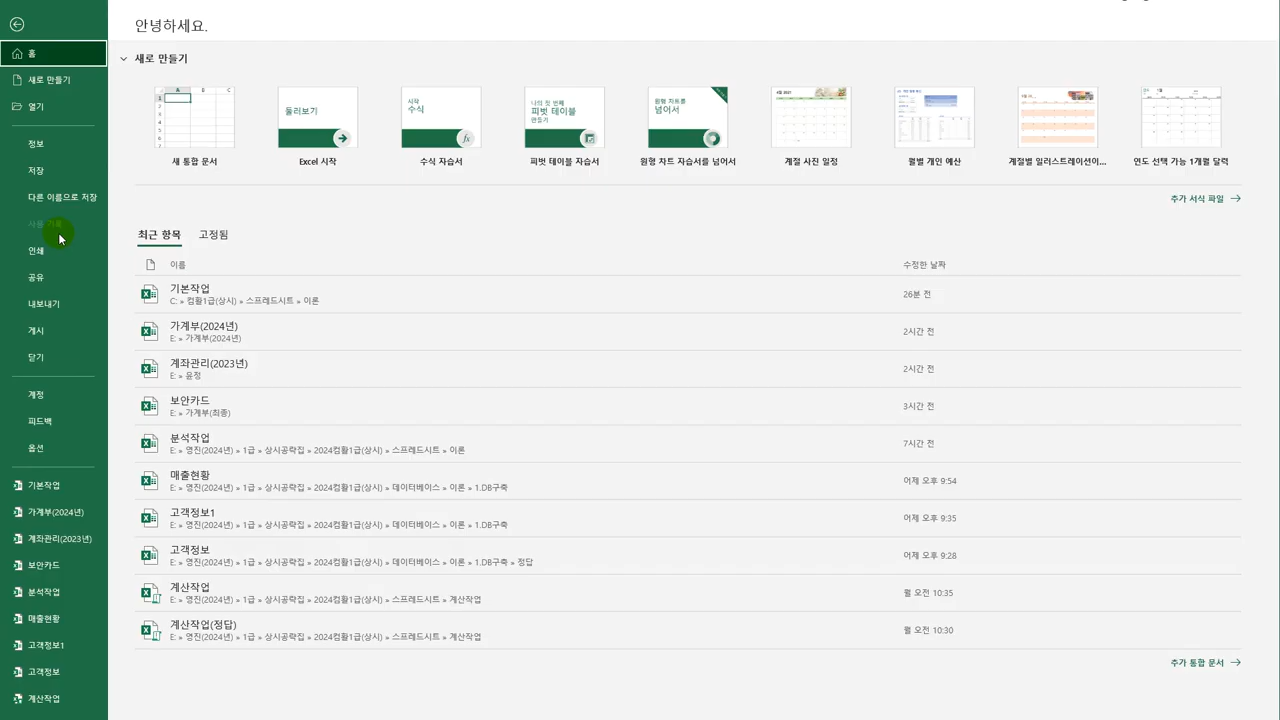 안녕하세요.
홈
새로 만들기
열기
정보
저장
다른 이름으로 저장
사용 기록
인쇄
공유
내보내기
게시
닫기
계정
피드백
옵션
기본작업
가계부(2024년)
계좌관리(2023년)
보안카드
분석작업
매출현황
고객정보1
고객정보
계산작업
새로 만들기
A B C
새 통합 문서
둘러보기
Excel 시작
시작
수식
fx
수식 자습서
나의 첫 번째
피벗 테이블
만들기
피벗 테이블 자습서
원형 차트를
넘어서
원형 차트 자습서를 넘어서
계절 사진 일정
월별 개인 예산
계절별 일러스트레이션이...
연도 선택 가능 1개월 달력
추가 서식 파일
최근 항목 고정됨
이름 수정한 날짜
기본작업
C: » 컴활1급(상시) » 스프레드시트 » 이론
26분 전
가계부(2024년)
E: » 가계부(2024년)
2시간 전
계좌관리(2023년)
E: » 윤정
2시간 전
보안카드
E: » 가계부(최종)
3시간 전
분석작업
E: » 영진(2024년) » 1급 » 상시공략집 » 2024컴활1급(상시) » 스프레드시트 » 이론
7시간 전
매출현황
E: » 영진(2024년) » 1급 » 상시공략집 » 2024컴활1급(상시) » 데이터베이스 » 이론 » 1.DB구축
어제 오후 9:54
고객정보1
E: » 영진(2024년) » 1급 » 상시공략집 » 2024컴활1급(상시) » 데이터베이스 » 이론 » 1.DB구축
어제 오후 9:35
고객정보
E: » 영진(2024년) » 1급 » 상시공략집 » 2024컴활1급(상시) » 데이터베이스 » 이론 » 1.DB구축 » 정답
어제 오후 9:28
계산작업
E: » 영진(2024년) » 1급 » 상시공략집 » 2024컴활1급(상시) » 스프레드시트 » 계산작업
월 오전 10:35
계산작업(정답)
E: » 영진(2024년) » 1급 » 상시공략집 » 2024컴활1급(상시) » 스프레드시트 » 계산작업
월 오전 10:30
추가 통합 문서